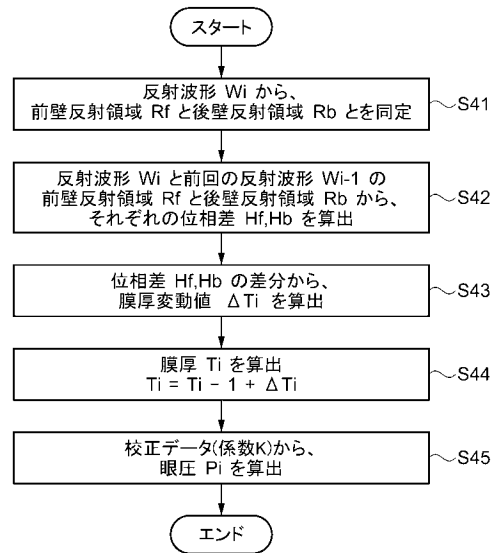 スタート
反射波形 Wi から、
前壁反射領域 Rf と後壁反射領域 Rb とを同定
S41
反射波形 Wi と前回の反射波形 Wi-1 の
前壁反射領域 Rf と後壁反射領域 Rb から、
それぞれの位相差 Hf,Hb を算出
S42
位相差 Hf,Hb の差分から、
膜厚変動値 ΔTi を算出
S43
膜厚 Ti を算出
Ti = Ti - 1 + ΔTi
S44
校正データ(係数K)から、
眼圧 Pi を算出
S45
エンド